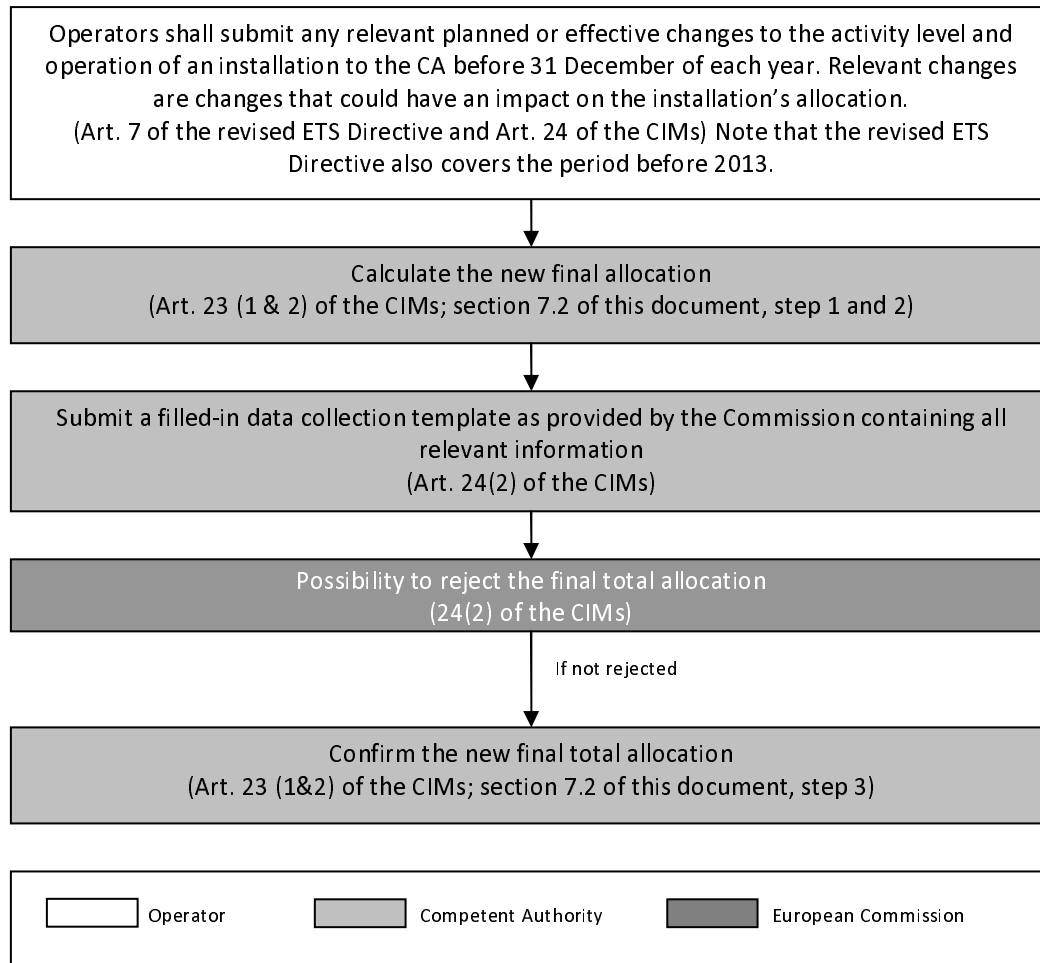 Operators shall submit any relevant planned or effective changes to the activity level and
operation of an installation to the CA before 31 December of each year. Relevant changes
are changes that could have an impact on the installation’s allocation.
(Art. 7 of the revised ETS Directive and Art. 24 of the CIMs) Note that the revised ETS
Directive also covers the period before 2013.
Calculate the new final allocation
(Art. 23 (1 & 2) of the CIMs; section 7.2 of this document, step 1 and 2)
Submit a filled-in data collection template as provided by the Commission containing all
relevant information
(Art. 24(2) of the CIMs)
Possibility to reject the final total allocation
(24(2) of the CIMs)
If not rejected
Confirm the new final total allocation
(Art. 23 (1&2) of the CIMs; section 7.2 of this document, step 3)
Operator
Competent Authority
European Commission